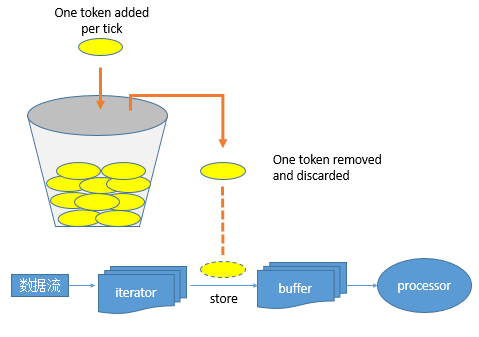 One token added
per tick
One token removed
and discarded
数据流
iterator
store
buffer
processor